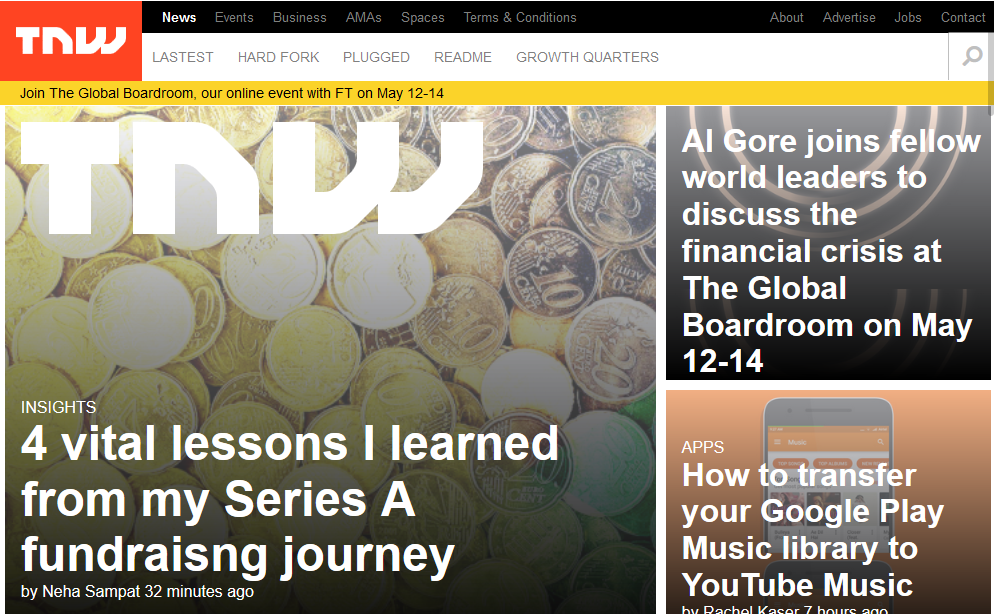 TNW
News Events Business AMAs Spaces Terms & Conditions About Advertise Jobs Contact
LASTEST HARD FORK PLUGGED README GROWTH QUARTERS
Join The Global Boardroom, our online event with FT on May 12-14
TNW
INSIGHTS
4 vital lessons I learned
from my Series A
fundraisng journey
by Neha Sampat 32 minutes ago
Al Gore joins fellow
world leaders to
discuss the
financial crisis at
The Global
Boardroom on May
12-14
APPS
How to transfer
your Google Play
Music library to
YouTube Music
by Rachel Kaser 7 hours ago